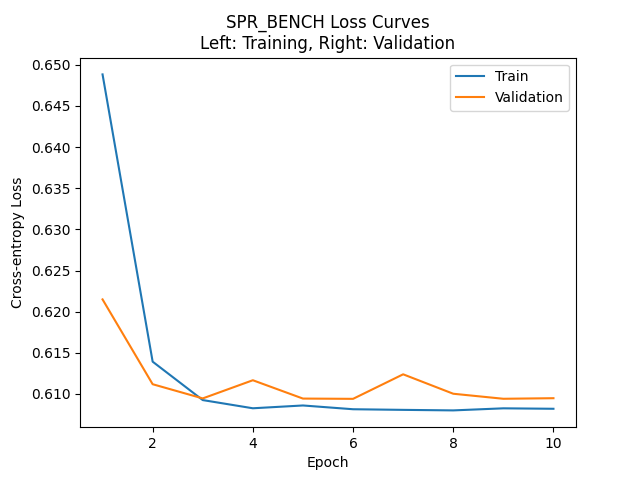 SPR_BENCH Loss Curves
Left: Training, Right: Validation
Train
Validation
Cross-entropy Loss
0.650
0.645
0.640
0.635
0.630
0.625
0.620
0.615
0.610
2
4
6
8
10
Epoch